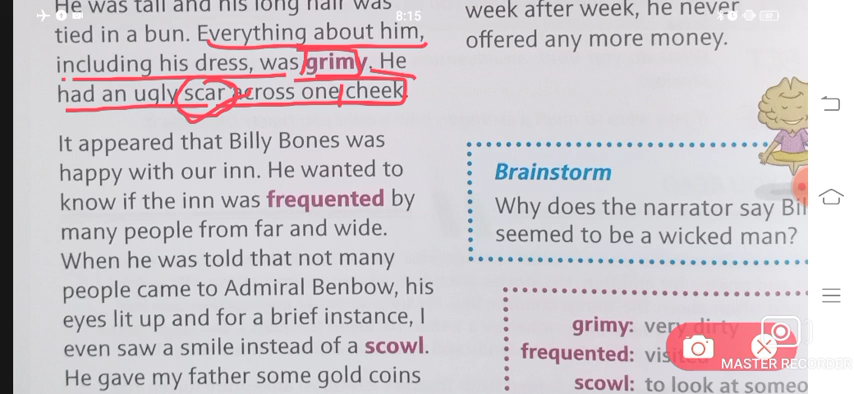 He was tall and his long hair was
8:15
tied in a bun. Everything about him,
including his dress, was grimy. He
had an ugly scar across one cheek.
It appeared that Billy Bones was
happy with our inn. He wanted to
know if the inn was frequented by
many people from far and wide.
When he was told that not many
people came to Admiral Benbow, his
eyes lit up and for a brief instance, I
even saw a smile instead of a scowl.
He gave my father some gold coins
week after week, he never
offered any more money.
Brainstorm
Why does the narrator say
seemed to be a wicked man?
grimy: very dirty
frequented:
scowl: to look at
MASTER RECORDER